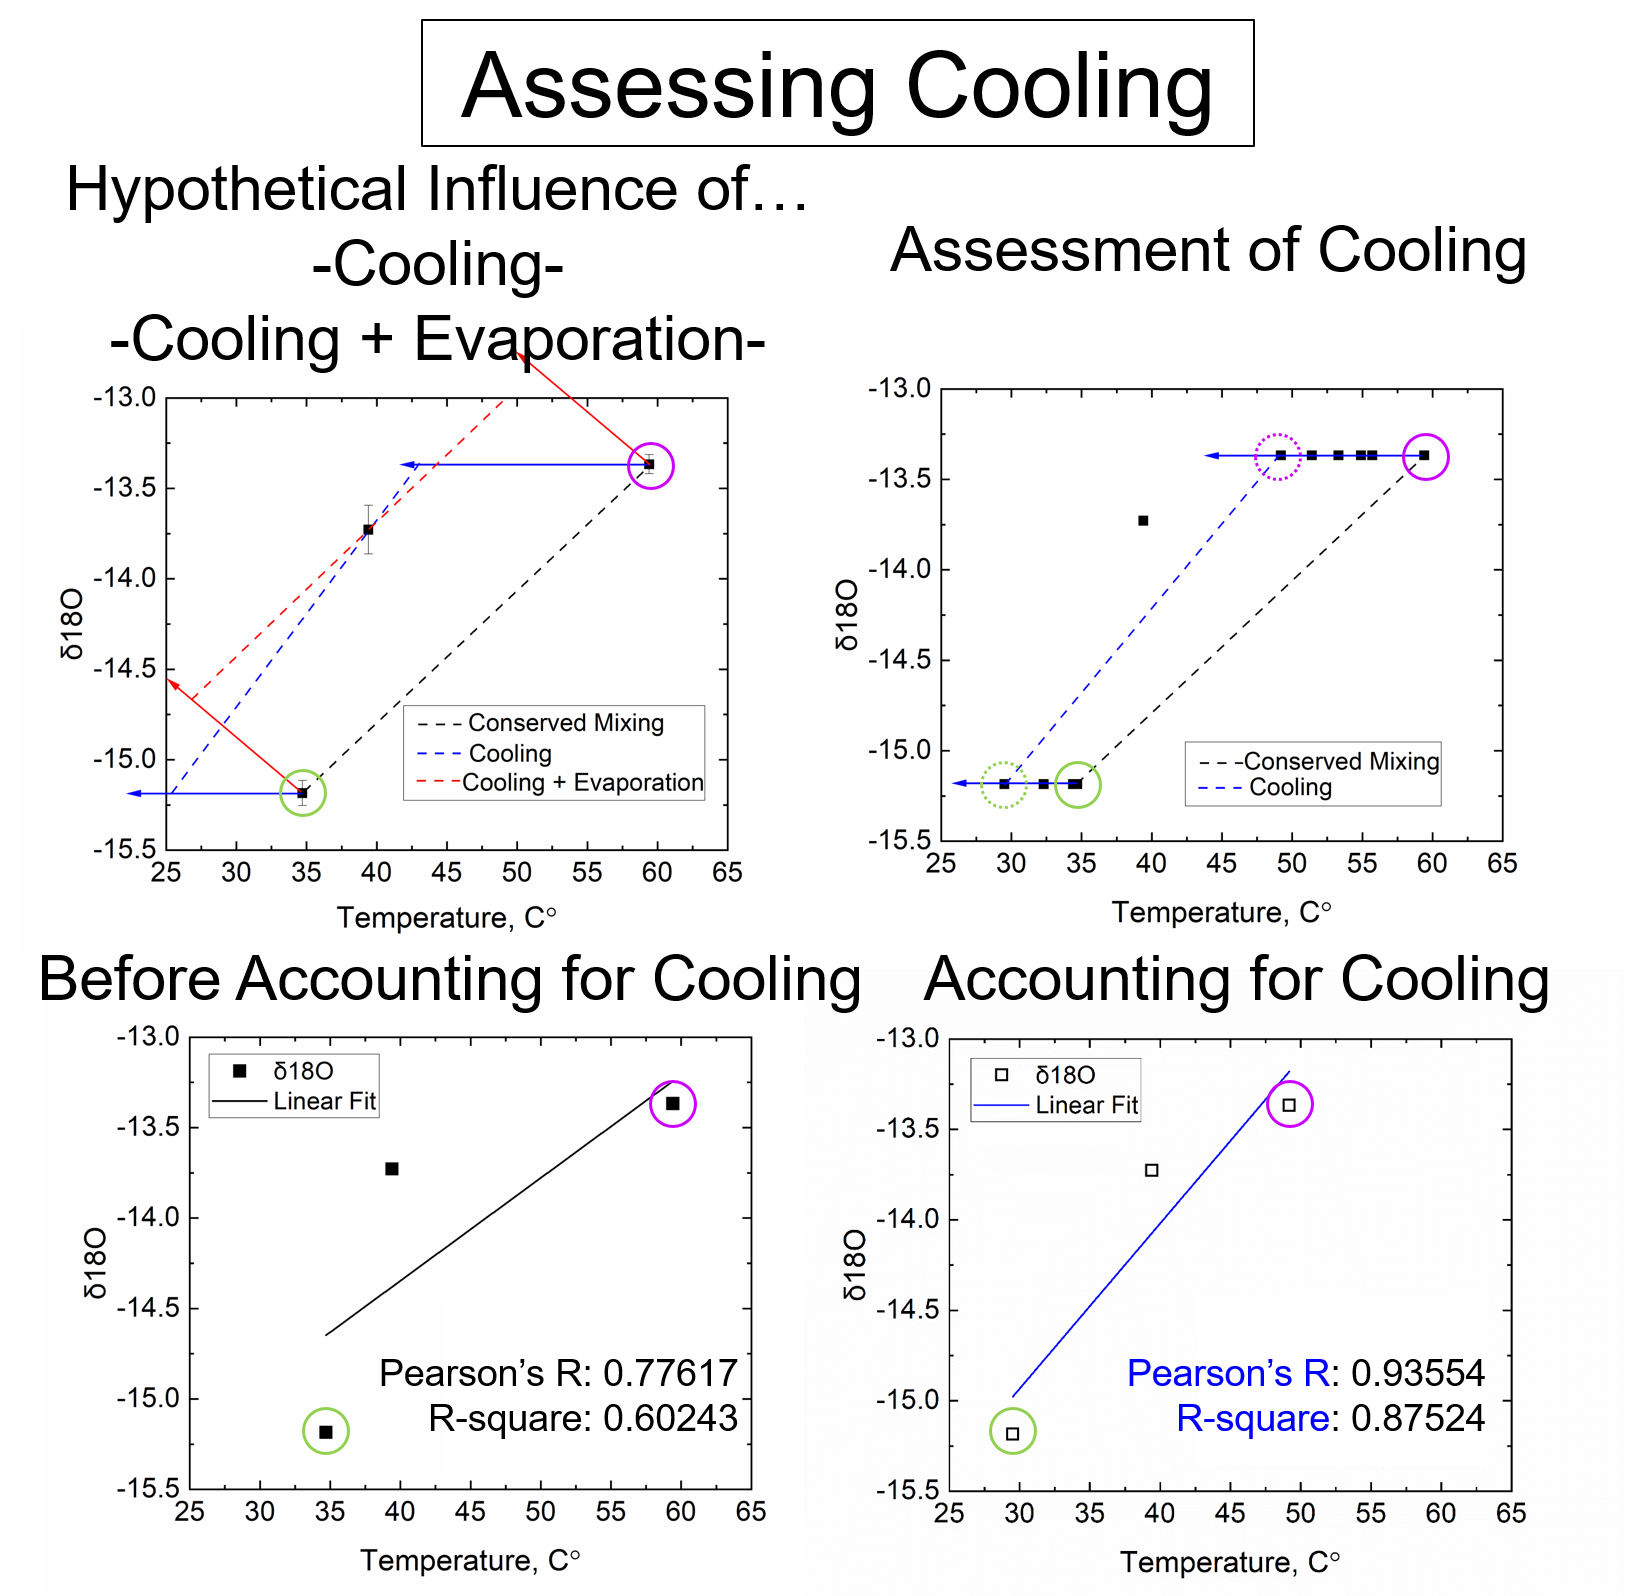 Assessing Cooling
Hypothetical Influence of…
-Cooling-
-Cooling + Evaporation-
-13.0
-13.5
-14.0
-14.5
-15.0
-15.5
δ18O
25 30 35 40 45 50 55 60 65
Temperature, C°
Conserved Mixing
Cooling
Cooling + Evaporation
Assessment of Cooling
-13.0
-13.5
-14.0
-14.5
-15.0
-15.5
δ18O
25 30 35 40 45 50 55 60 65
Temperature, C°
Conserved Mixing
Cooling
Before Accounting for Cooling
-13.0
-13.5
-14.0
-14.5
-15.0
-15.5
δ18O
25 30 35 40 45 50 55 60 65
Temperature, C°
δ18O
Linear Fit
Pearson’s R: 0.77617
R-square: 0.60243
Accounting for Cooling
-13.0
-13.5
-14.0
-14.5
-15.0
-15.5
δ18O
25 30 35 40 45 50 55 60 65
Temperature, C°
δ18O
Linear Fit
Pearson’s R: 0.93554
R-square: 0.87524